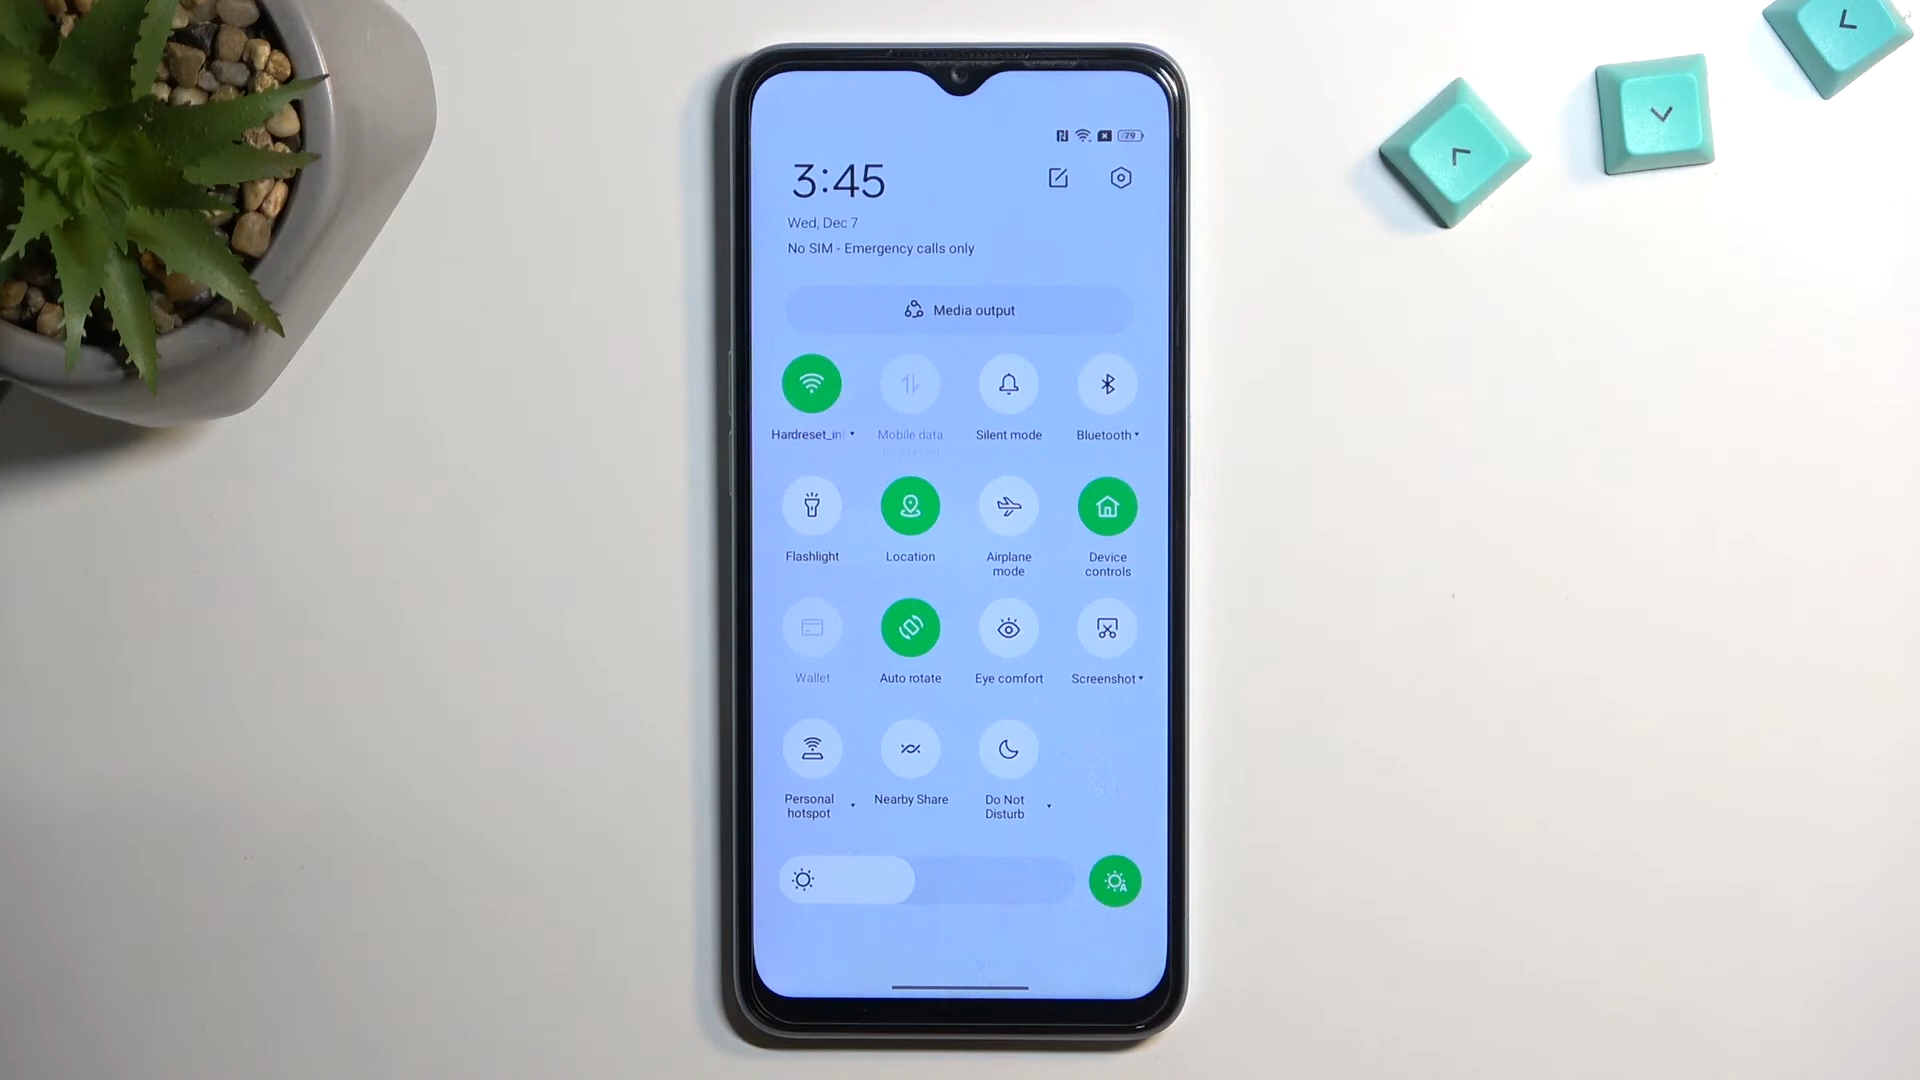 79
3:45
Wed, Dec 7
No SIM - Emergency calls only
Media output
Hardreset_in
Mobile data
Silent mode
Bluetooth
Flashlight
Location
Airplane mode
Device controls
Wallet
Auto rotate
Eye comfort
Screenshot
Personal hotspot
Nearby Share
Do Not Disturb
A